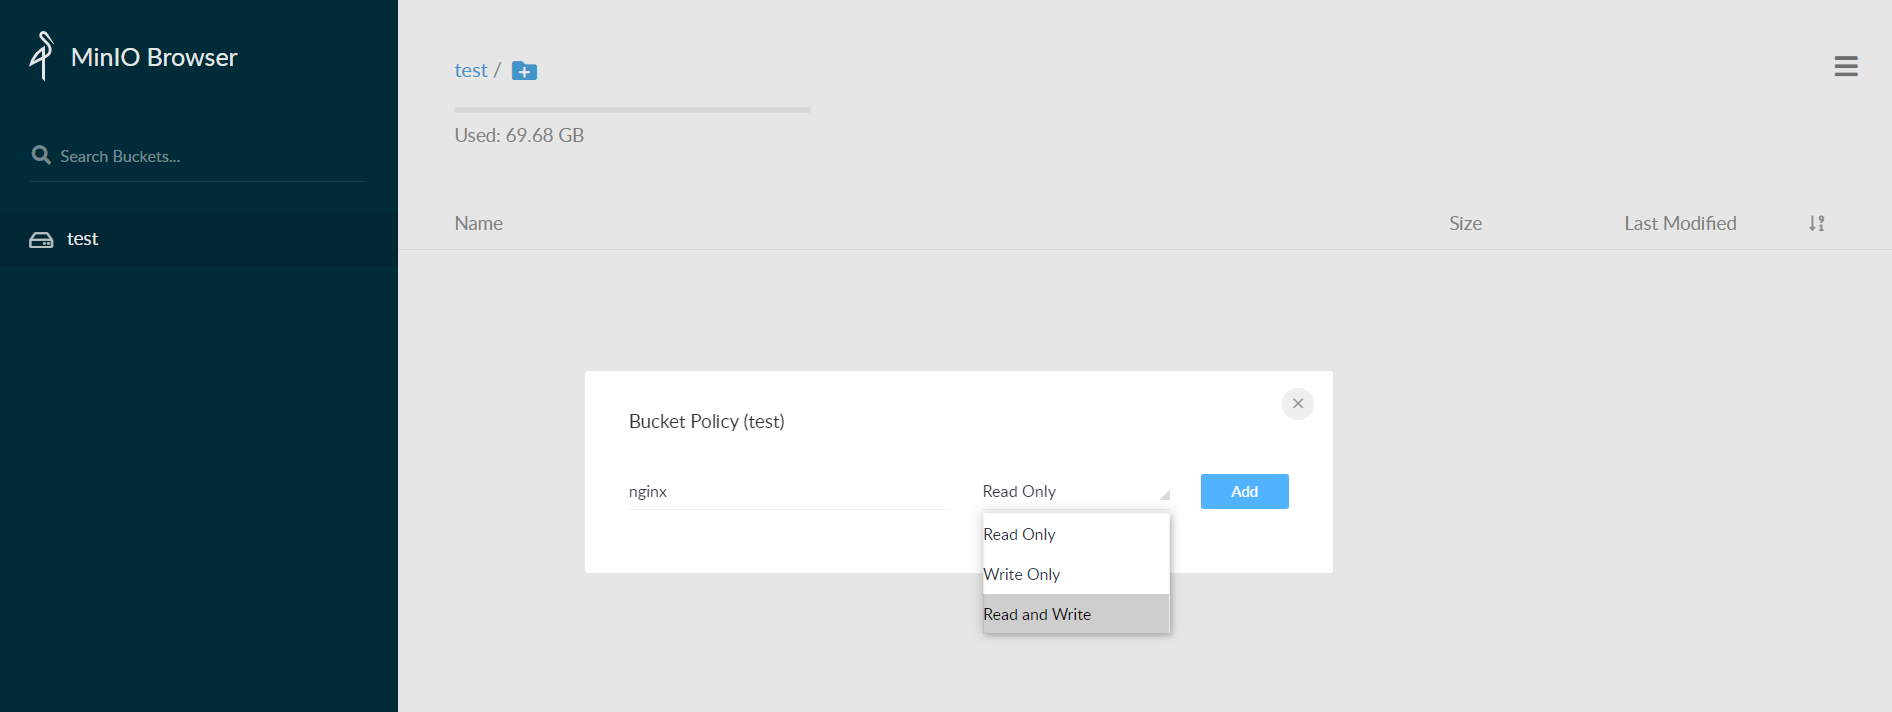 MinIO Browser
Search Buckets...
test
test /
Used: 69.68 GB
Name Size Last Modified
Bucket Policy (test)
nginx Read Only Add
Read Only
Write Only
Read and Write